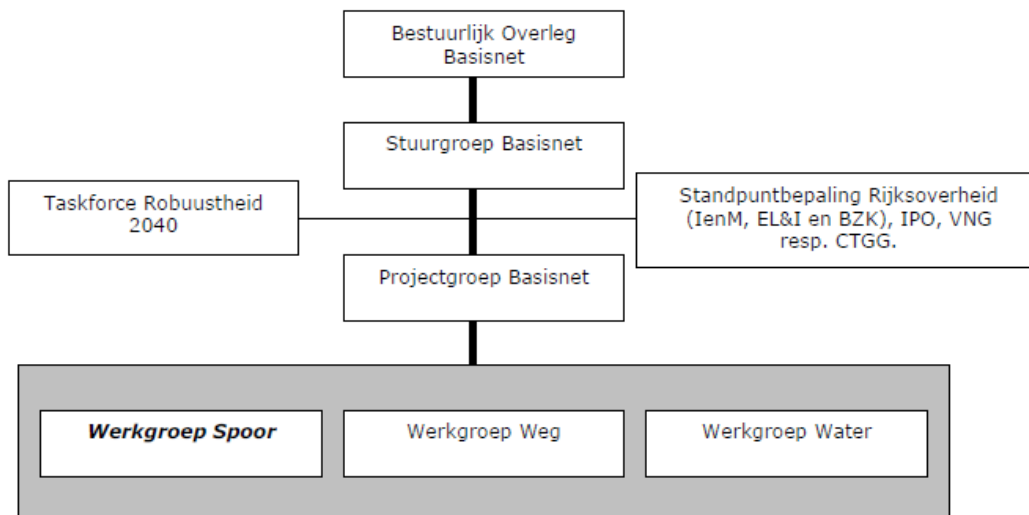 Bestuurlijk Overleg
Basisnet
Stuurgroep Basisnet
Taskforce Robuustheid
2040
Standpuntbepaling Rijksoverheid
(IenM, EL&I en BZK), IPO, VNG
resp. CTGG.
Projectgroep Basisnet
Werkgroep Spoor
Werkgroep Weg
Werkgroep Water